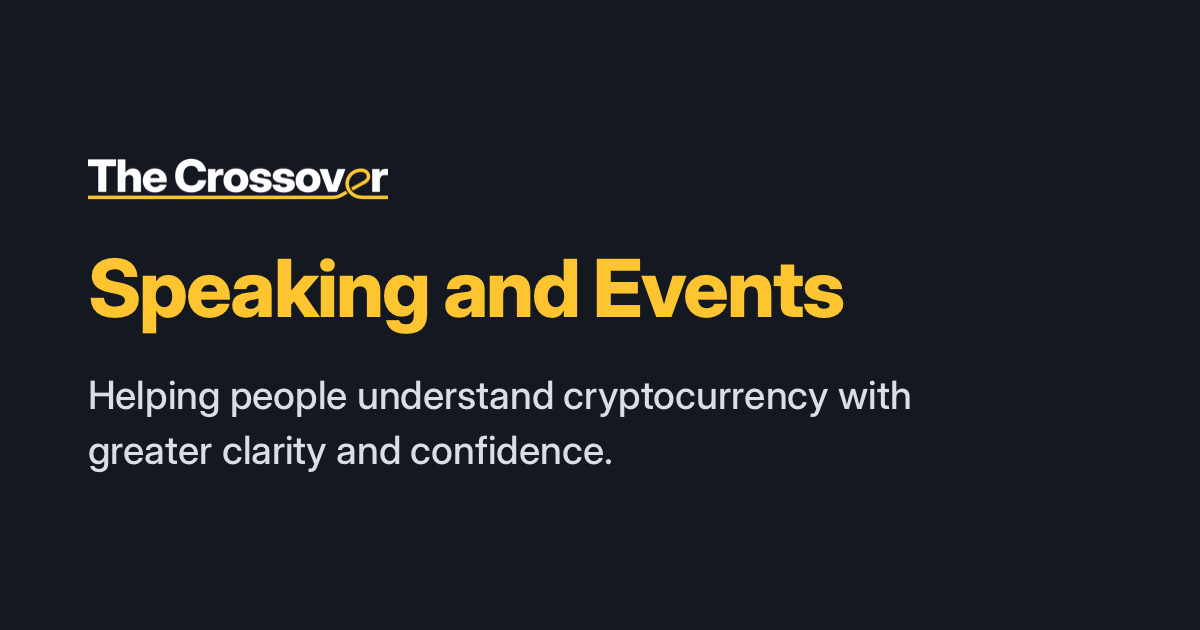 The Crossover
Speaking and Events
Helping people understand cryptocurrency with
greater clarity and confidence.